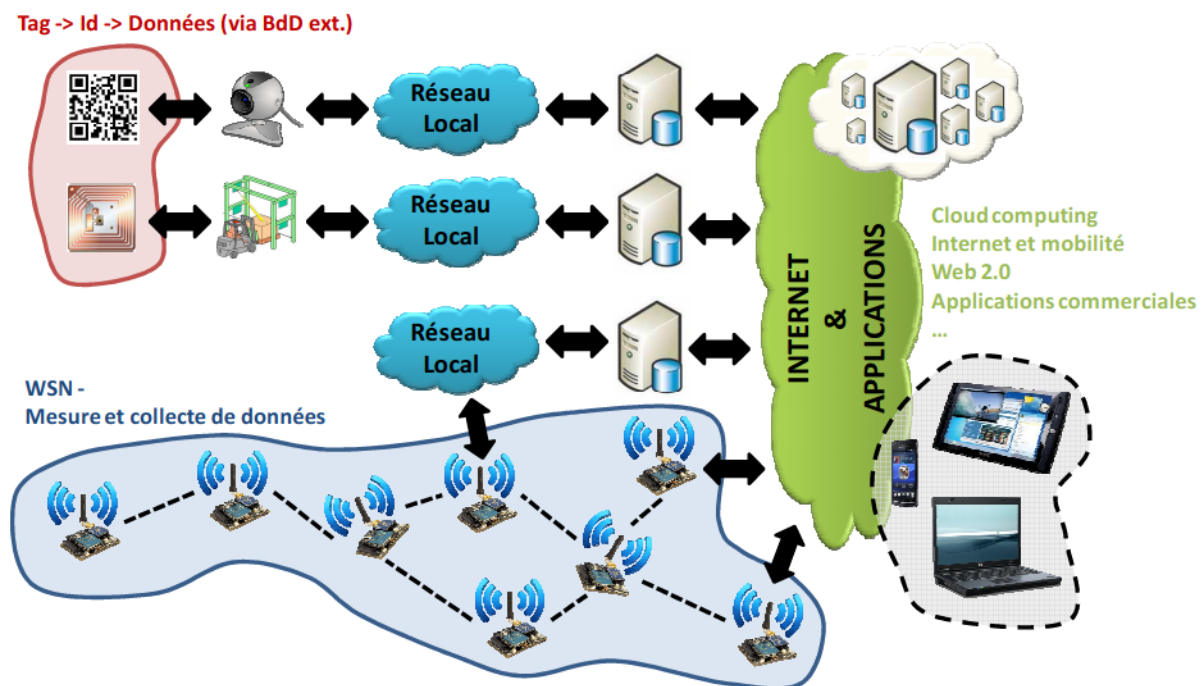 Tag -> Id -> Données (via BdD ext.)
Réseau
Local
Réseau
Local
Réseau
Local
INTERNET
&
APPLICATIONS
Cloud computing
Internet et mobilité
Web 2.0
Applications commerciales
...
WSN -
Mesure et collecte de données